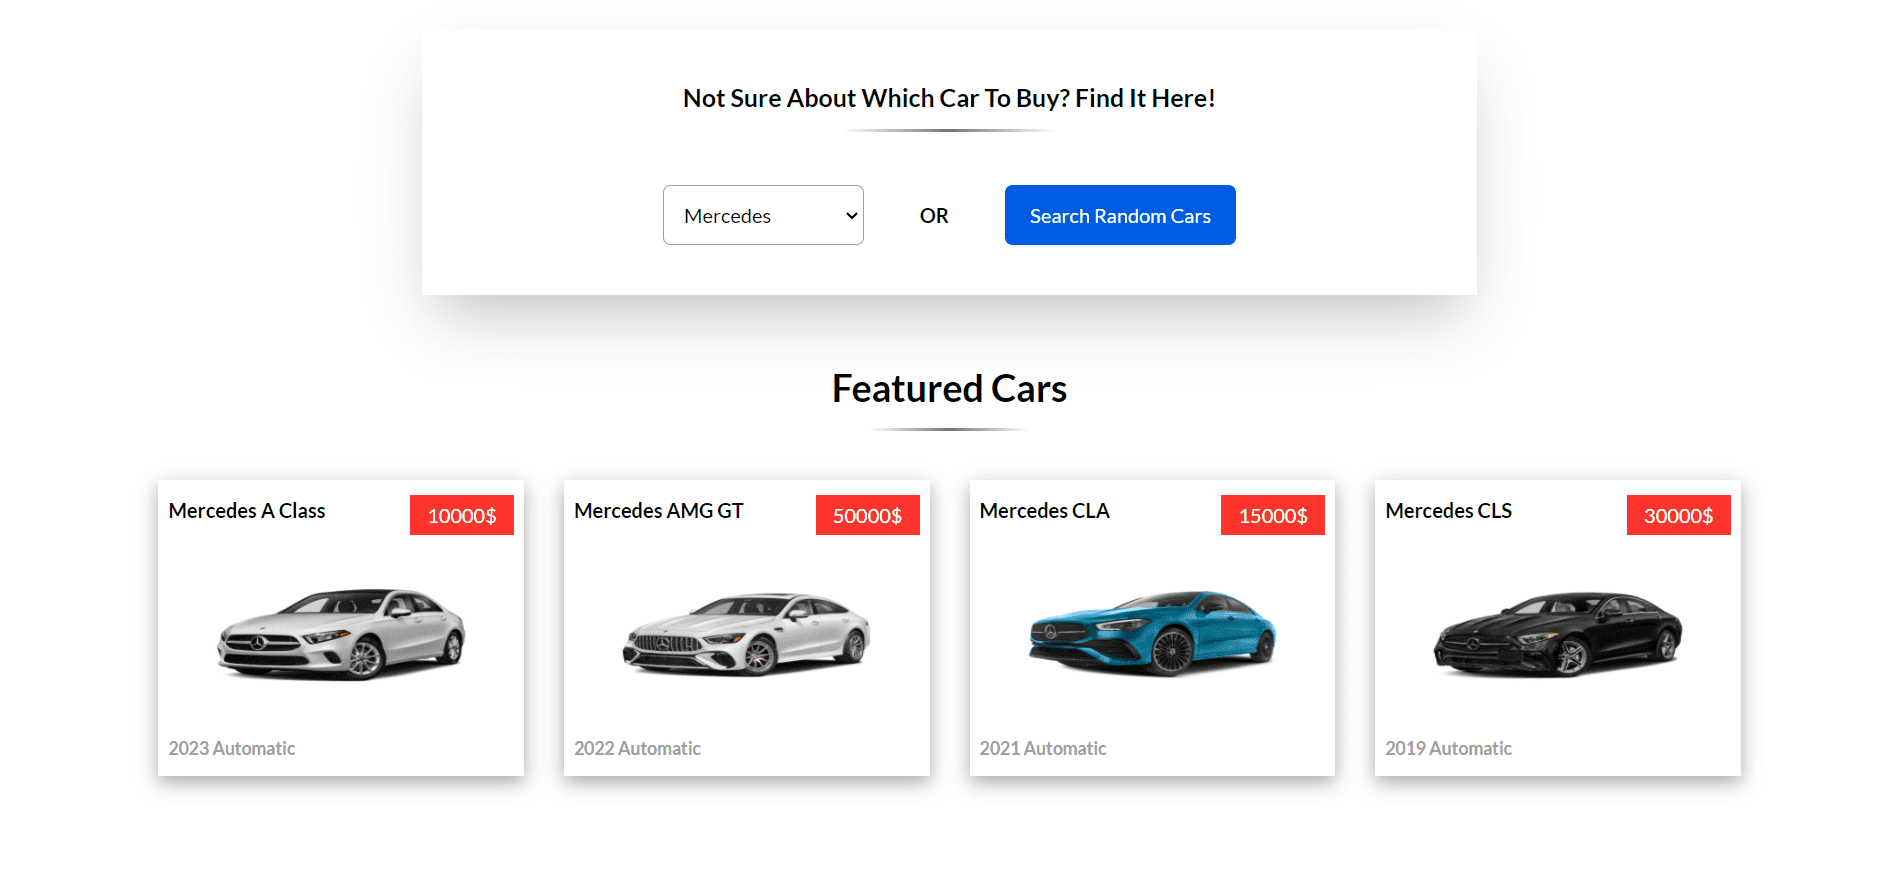 Not Sure About Which Car To Buy? Find It Here!
Mercedes
OR
Search Random Cars
Featured Cars
Mercedes A Class
10000$
2023 Automatic
Mercedes AMG GT
50000$
2022 Automatic
Mercedes CLA
15000$
2021 Automatic
Mercedes CLS
30000$
2019 Automatic